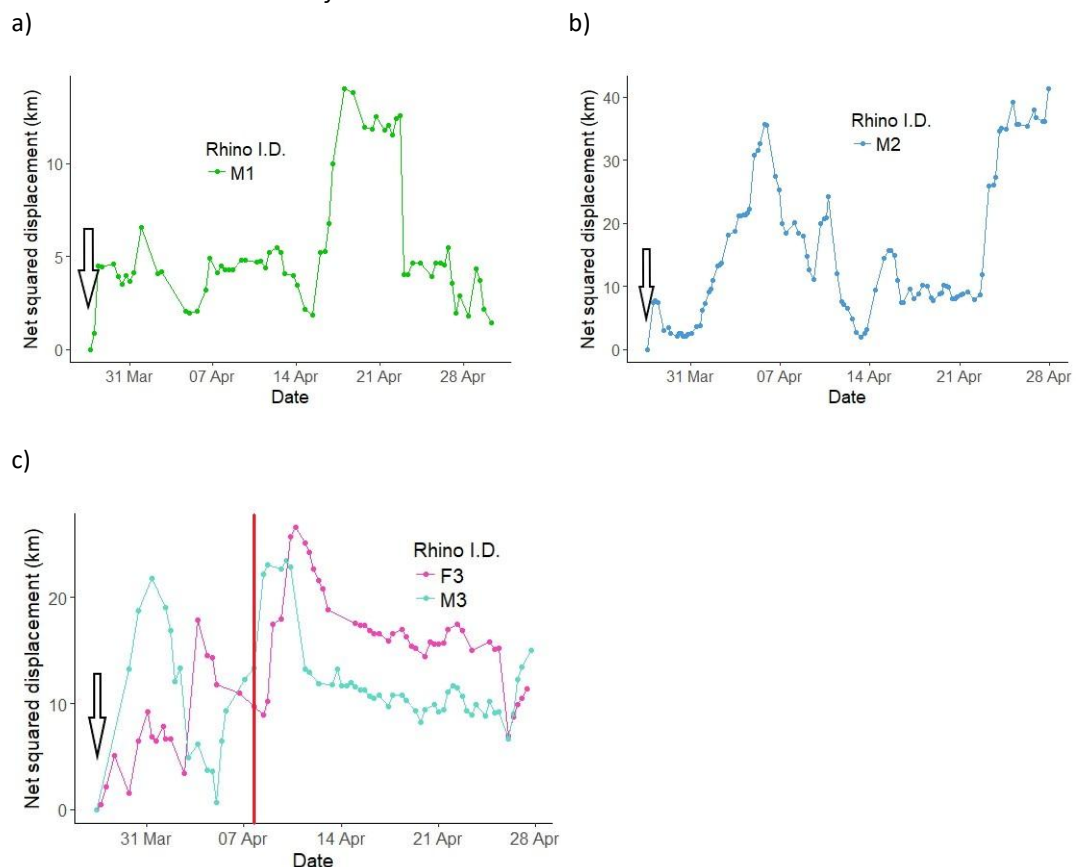 a)
b)
Net squared displacement (km)
10
5
0
Rhino I.D.
M1
31 Mar 07 Apr 14 Apr 21 Apr 28 Apr
Date
Net squared displacement (km)
40
30
20
10
0
Rhino I.D.
M2
31 Mar 07 Apr 14 Apr 21 Apr 28 Apr
Date
c)
Net squared displacement (km)
20
10
0
Rhino I.D.
F3
M3
31 Mar 07 Apr 14 Apr 21 Apr 28 Apr
Date